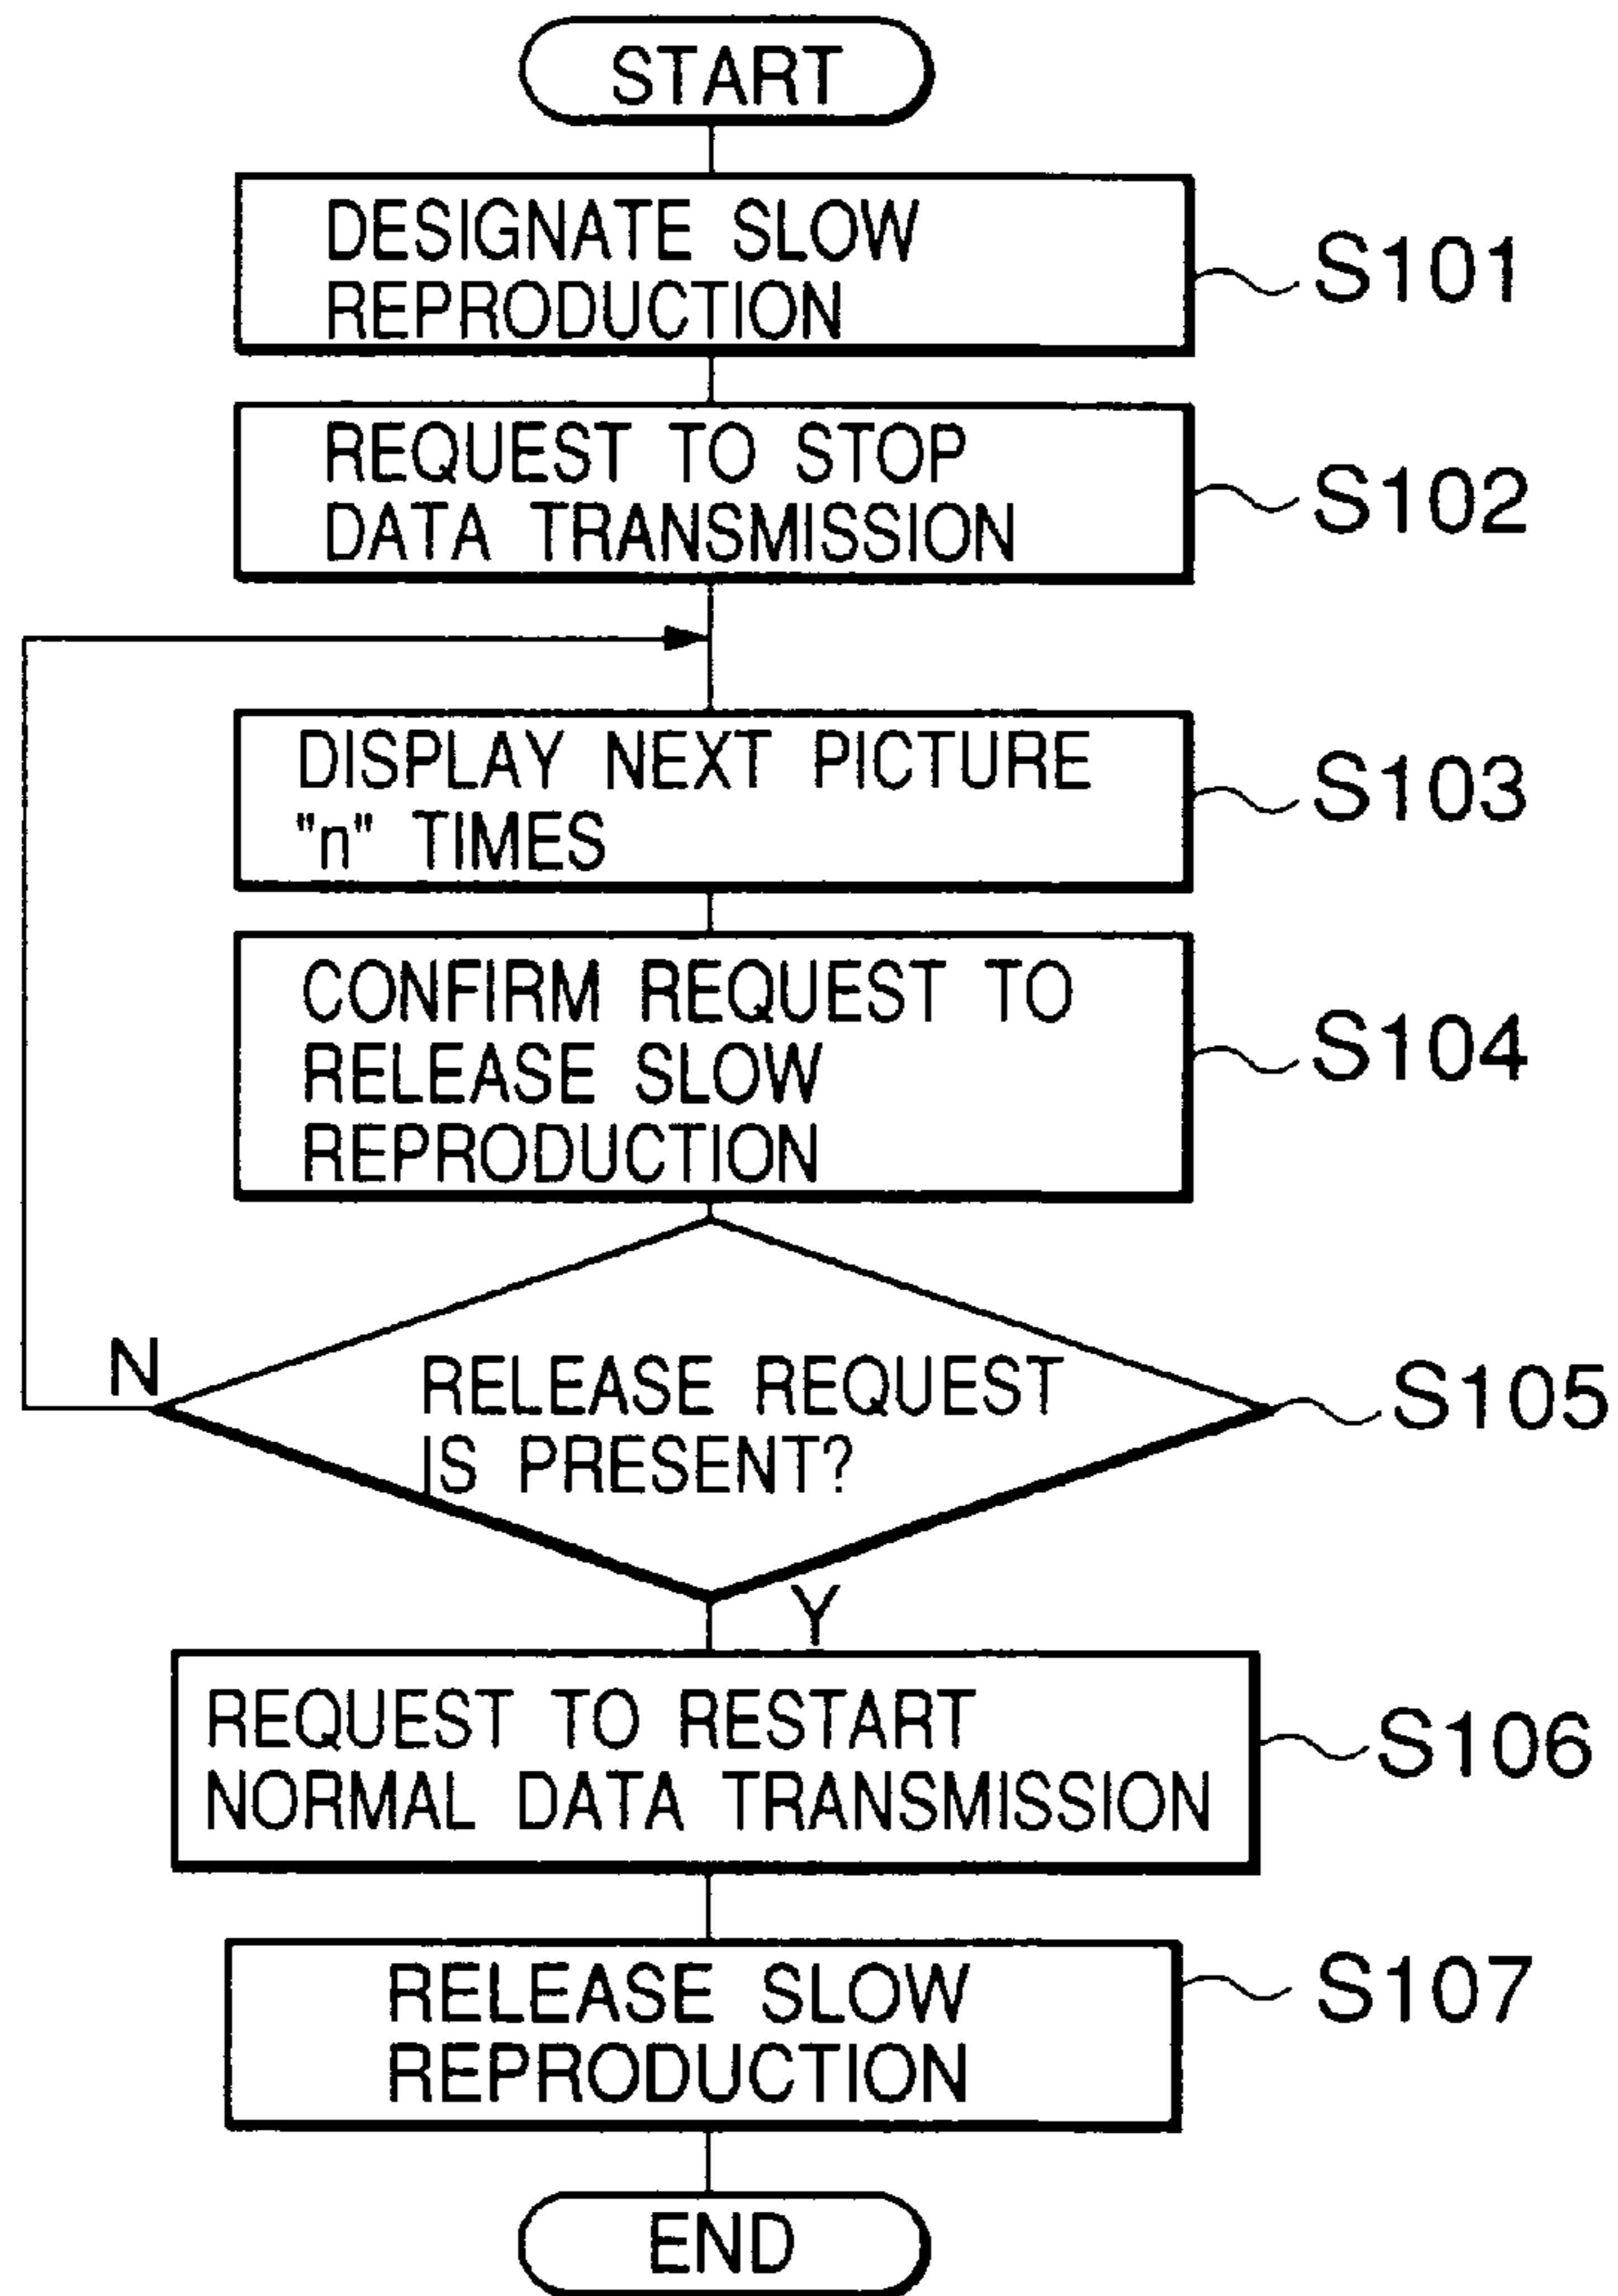 START
DESIGNATE SLOW
REPRODUCTION
S101
REQUEST TO STOP
DATA TRANSMISSION
S102
DISPLAY NEXT PICTURE
"n" TIMES
S103
CONFIRM REQUEST TO
RELEASE SLOW
REPRODUCTION
S104
N
RELEASE REQUEST
IS PRESENT?
S105
Y
REQUEST TO RESTART
NORMAL DATA TRANSMISSION
S106
RELEASE SLOW
REPRODUCTION
S107
END